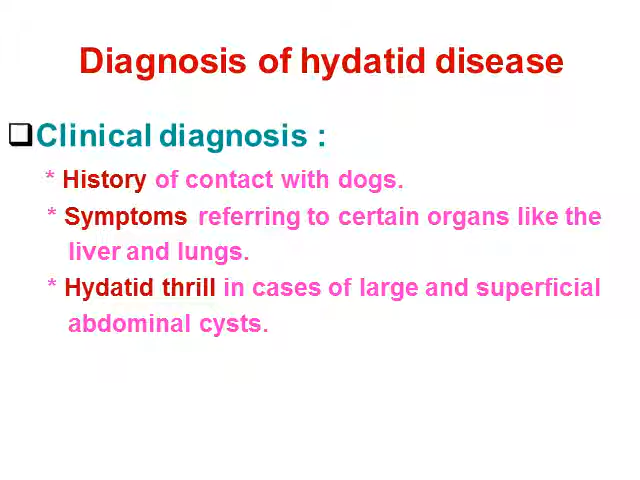 Diagnosis of hydatid disease
❑Clinical diagnosis :
* History of contact with dogs.
* Symptoms referring to certain organs like the
liver and lungs.
* Hydatid thrill in cases of large and superficial
abdominal cysts.